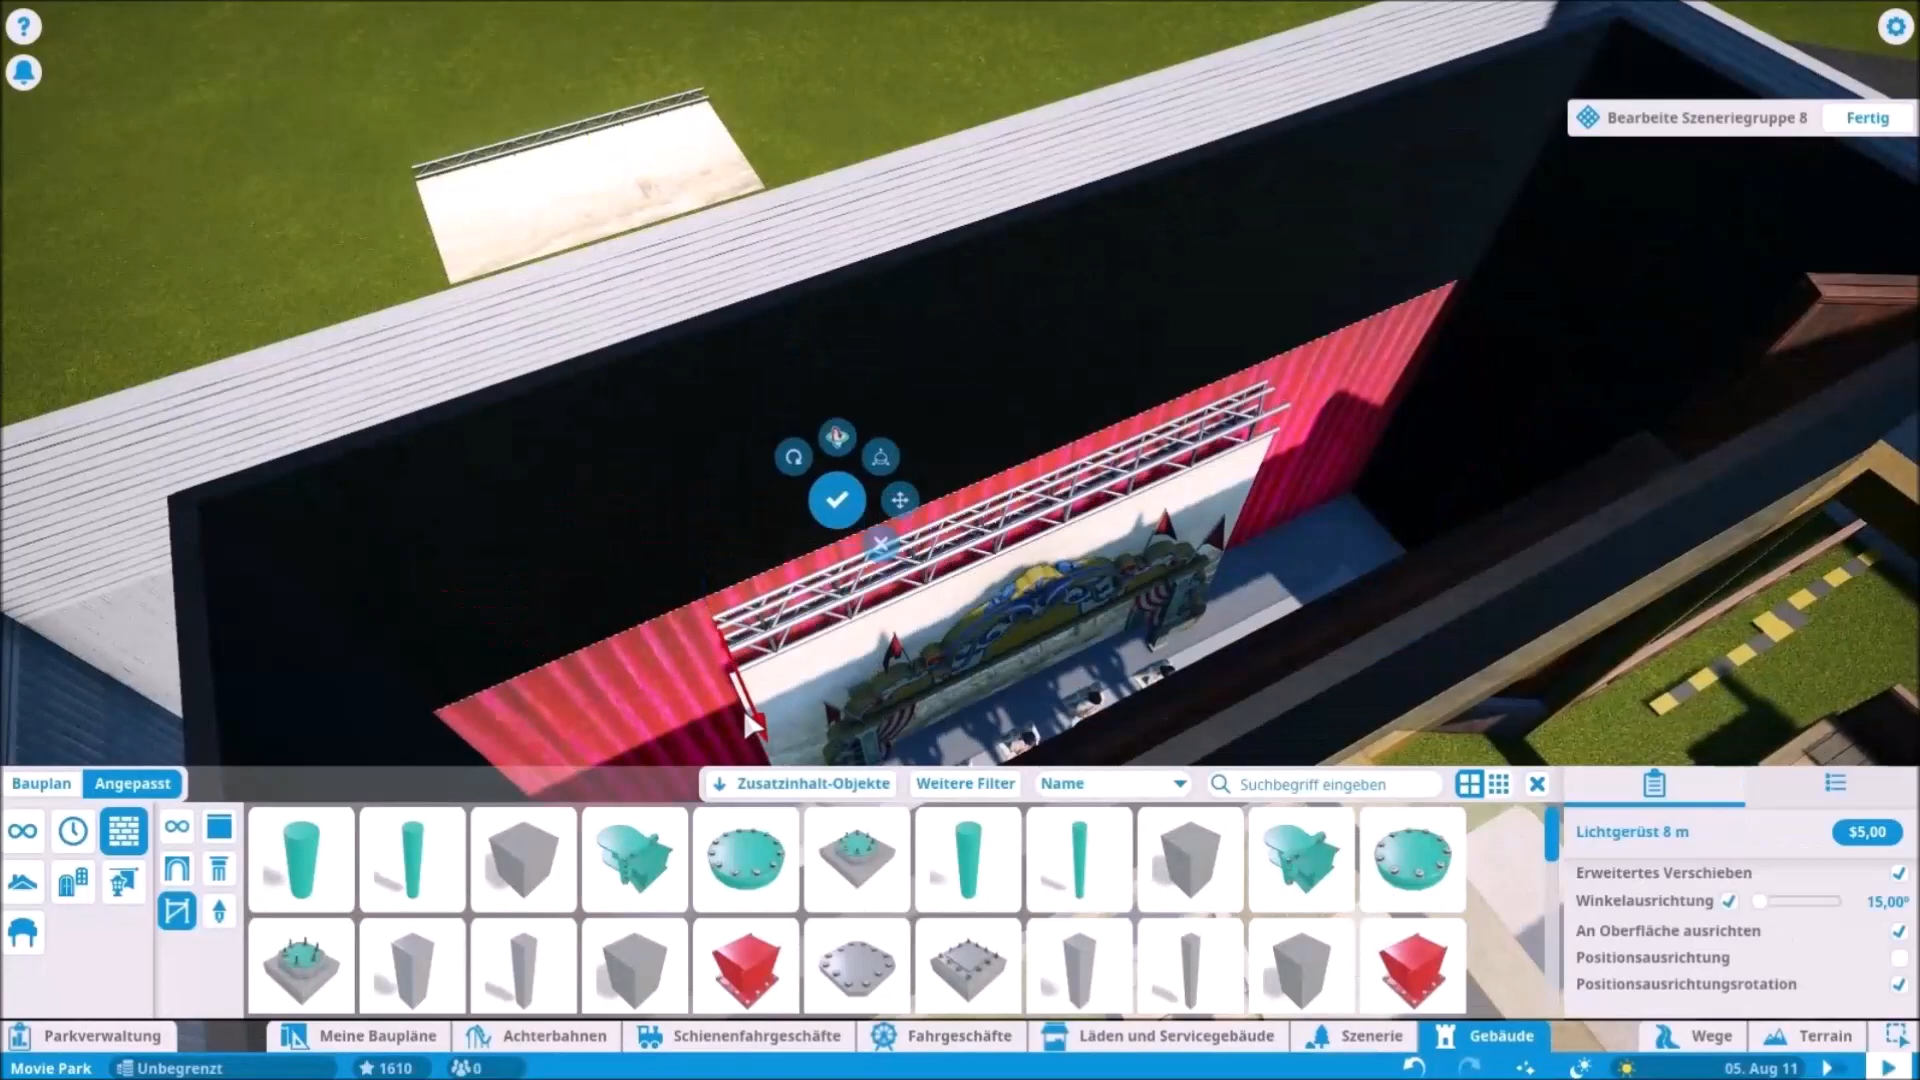 ?
Bearbeite Szeneriegruppe 8 Fertig
Bauplan Angepasst
Zusatzinhalt-Objekte Weitere Filter Name Suchbegriff eingeben
Lichtgerüst 8 m $5,00
Erweitertes Verschieben
Winkelausrichtung 15,00°
An Oberfläche ausrichten
Positionsausrichtung
Positionsausrichtungsrotation
Parkverwaltung Meine Baupläne Achterbahnen Schienenfahrgeschäfte Fahrgeschäfte Läden und Servicegebäude Szenerie Gebäude Wege Terrain
Movie Park Unbegrenzt 1610 0 05. Aug 11